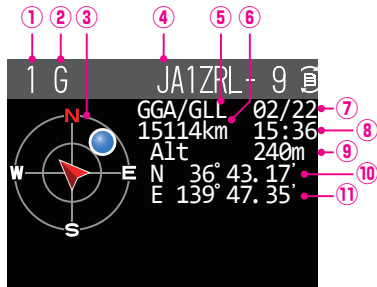 ① ② ③ ④ ⑤ ⑥
1 G JA1ZRL- 9
N GGA/GLL 02/22 ⑦
15114km 15:36 ⑧
Alt 240m ⑨
W E N 36°43.17' ⑩
E 139°47.35' ⑪
S